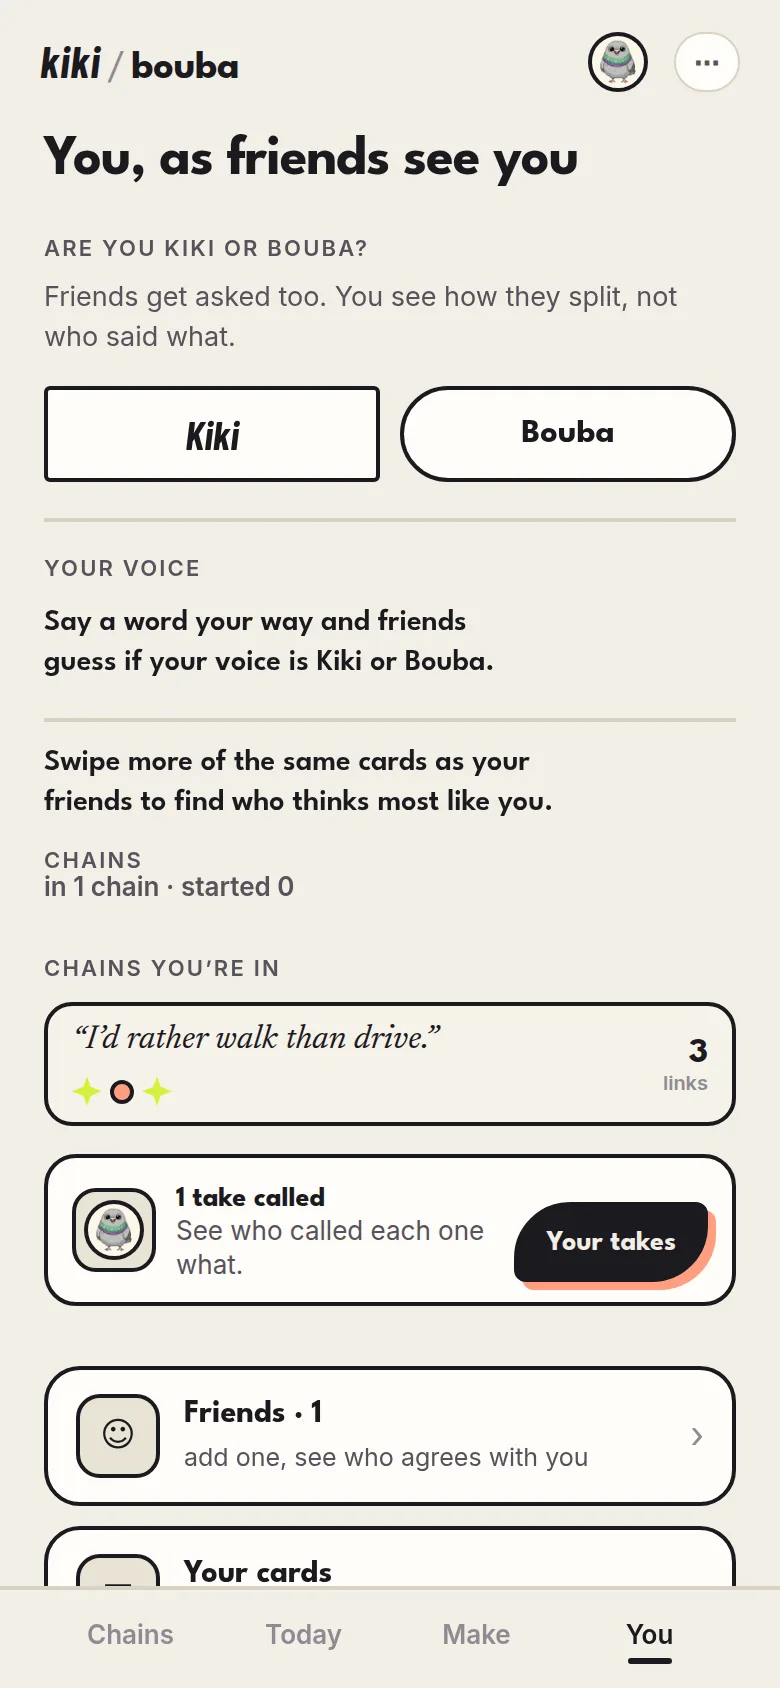 kiki / bouba
You, as friends see you
ARE YOU KIKI OR BOUBA?
Friends get asked too. You see how they split, not
who said what.
Kiki
Bouba
YOUR VOICE
Say a word your way and friends
guess if your voice is Kiki or Bouba.
Swipe more of the same cards as your
friends to find who thinks most like you.
CHAINS
in 1 chain · started 0
CHAINS YOU’RE IN
“I’d rather walk than drive.”
3
links
1 take called
See who called each one
what.
Your takes
Friends · 1
add one, see who agrees with you
Your cards
Chains
Today
Make
You